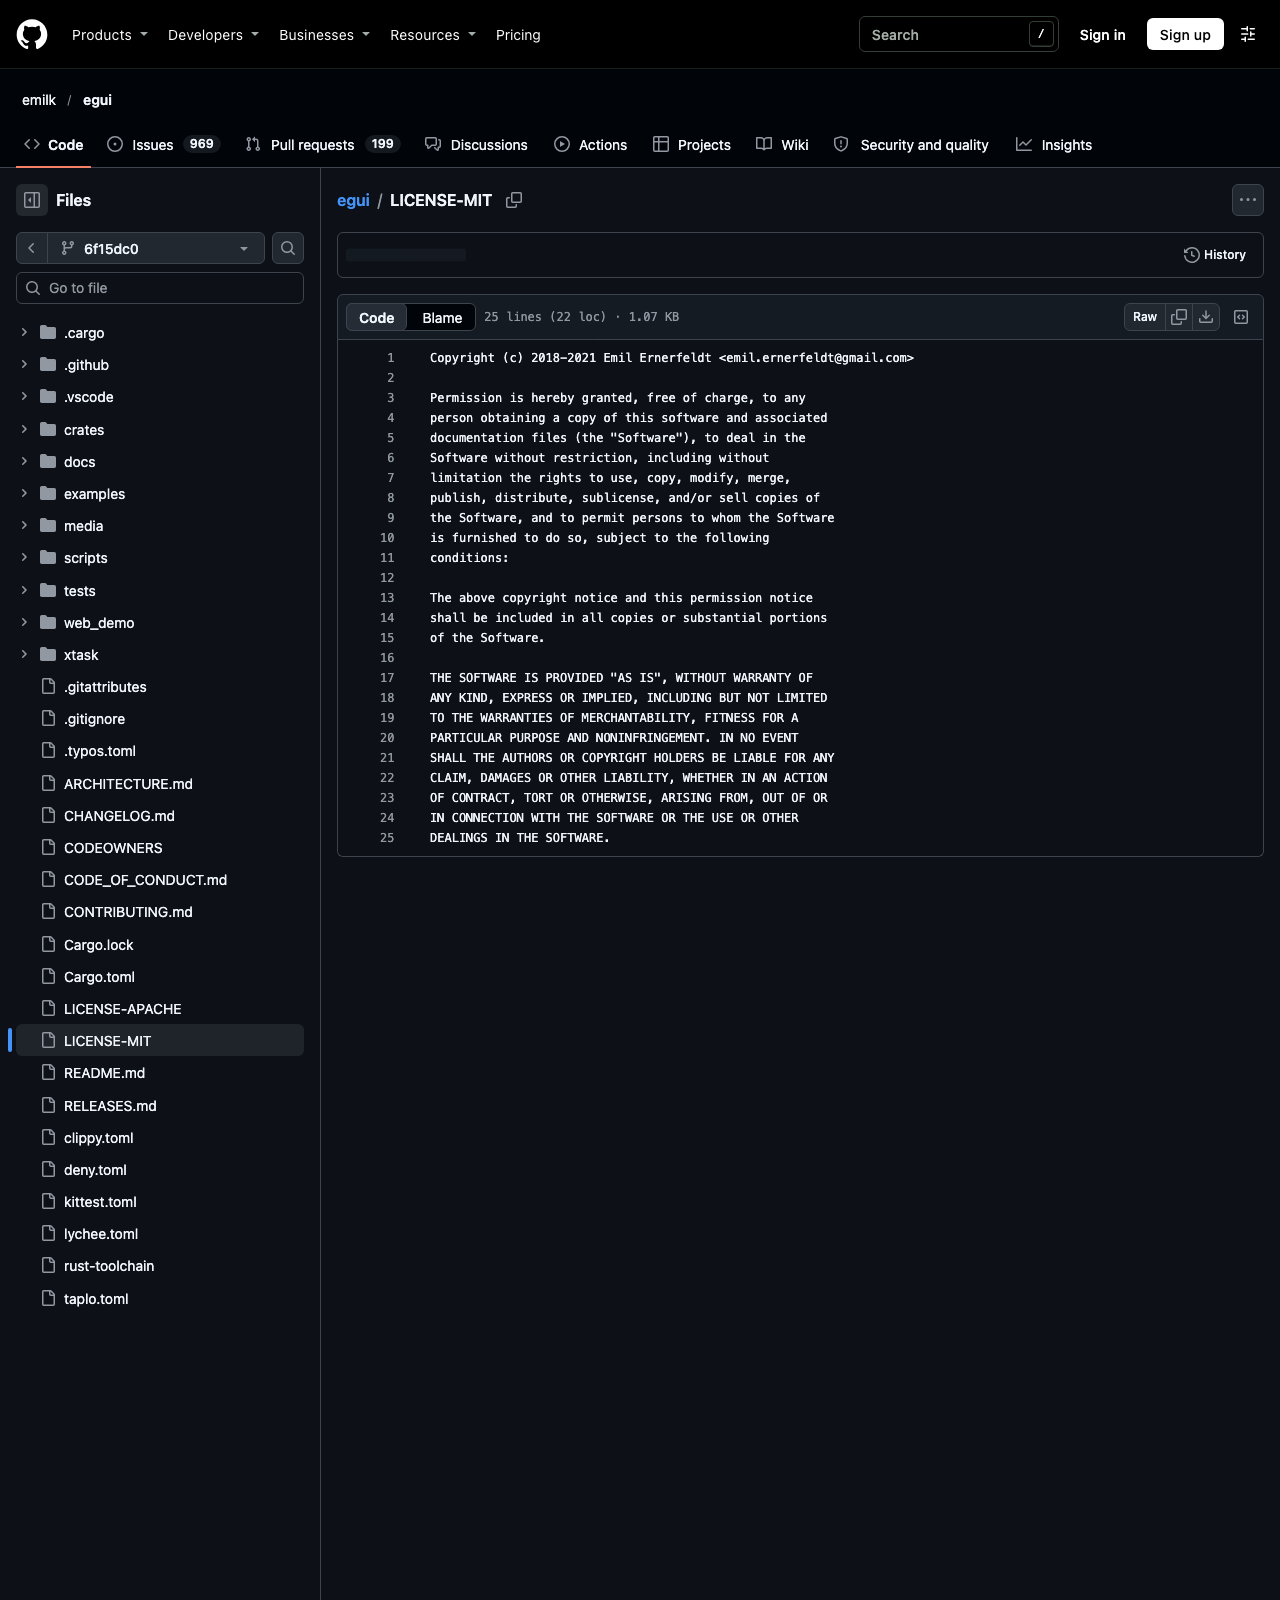 Products Developers Businesses Resources Pricing Search / Sign in Sign up
emilk / egui
Code Issues 969 Pull requests 199 Discussions Actions Projects Wiki Security and quality Insights
Files
6f15dc0
Go to file
.cargo
.github
.vscode
crates
docs
examples
media
scripts
tests
web_demo
xtask
.gitattributes
.gitignore
.typos.toml
ARCHITECTURE.md
CHANGELOG.md
CODEOWNERS
CODE_OF_CONDUCT.md
CONTRIBUTING.md
Cargo.lock
Cargo.toml
LICENSE-APACHE
LICENSE-MIT
README.md
RELEASES.md
clippy.toml
deny.toml
kittest.toml
lychee.toml
rust-toolchain
taplo.toml
egui / LICENSE-MIT
History
Code Blame 25 lines (22 loc) · 1.07 KB Raw
1 Copyright (c) 2018-2021 Emil Ernerfeldt <emil.ernerfeldt@gmail.com>
2
3 Permission is hereby granted, free of charge, to any
4 person obtaining a copy of this software and associated
5 documentation files (the "Software"), to deal in the
6 Software without restriction, including without
7 limitation the rights to use, copy, modify, merge,
8 publish, distribute, sublicense, and/or sell copies of
9 the Software, and to permit persons to whom the Software
10 is furnished to do so, subject to the following
11 conditions:
12
13 The above copyright notice and this permission notice
14 shall be included in all copies or substantial portions
15 of the Software.
16
17 THE SOFTWARE IS PROVIDED "AS IS", WITHOUT WARRANTY OF
18 ANY KIND, EXPRESS OR IMPLIED, INCLUDING BUT NOT LIMITED
19 TO THE WARRANTIES OF MERCHANTABILITY, FITNESS FOR A
20 PARTICULAR PURPOSE AND NONINFRINGEMENT. IN NO EVENT
21 SHALL THE AUTHORS OR COPYRIGHT HOLDERS BE LIABLE FOR ANY
22 CLAIM, DAMAGES OR OTHER LIABILITY, WHETHER IN AN ACTION
23 OF CONTRACT, TORT OR OTHERWISE, ARISING FROM, OUT OF OR
24 IN CONNECTION WITH THE SOFTWARE OR THE USE OR OTHER
25 DEALINGS IN THE SOFTWARE.